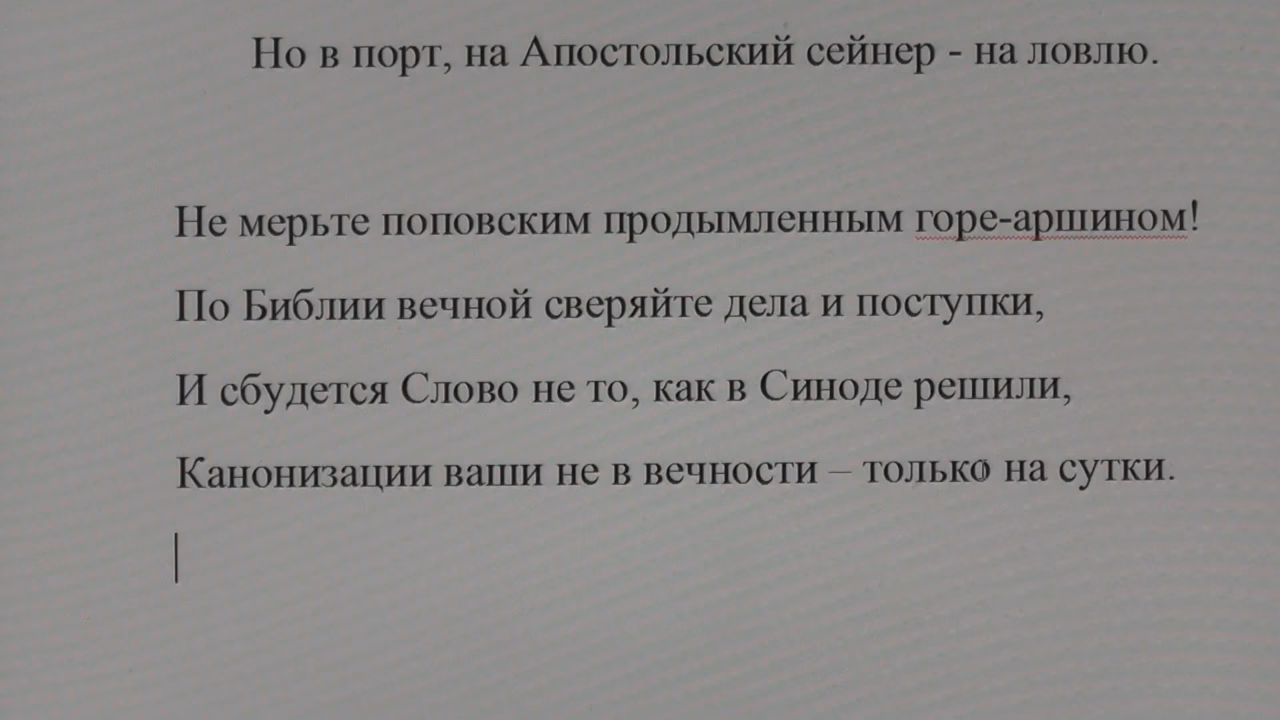 Но в порт, на Апостольский сейнер - на ловлю.
Не мерьте поповским продымленным горе-аршином!
По Библии вечной сверяйте дела и поступки,
И сбудется Слово не то, как в Синоде решили,
Канонизации ваши не в вечности – только на сутки.